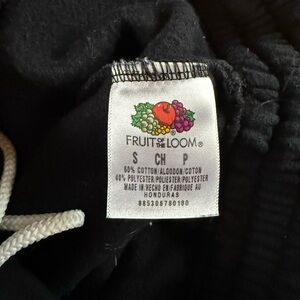 FRUIT OF THE LOOM®
S CH P
60% COTTON/ALGODON/COTON
40% POLYESTER/POLIESTER/POLYESTER
MADE IN/HECHO EN/FABRIQUE AU
HONDURAS
885306780180